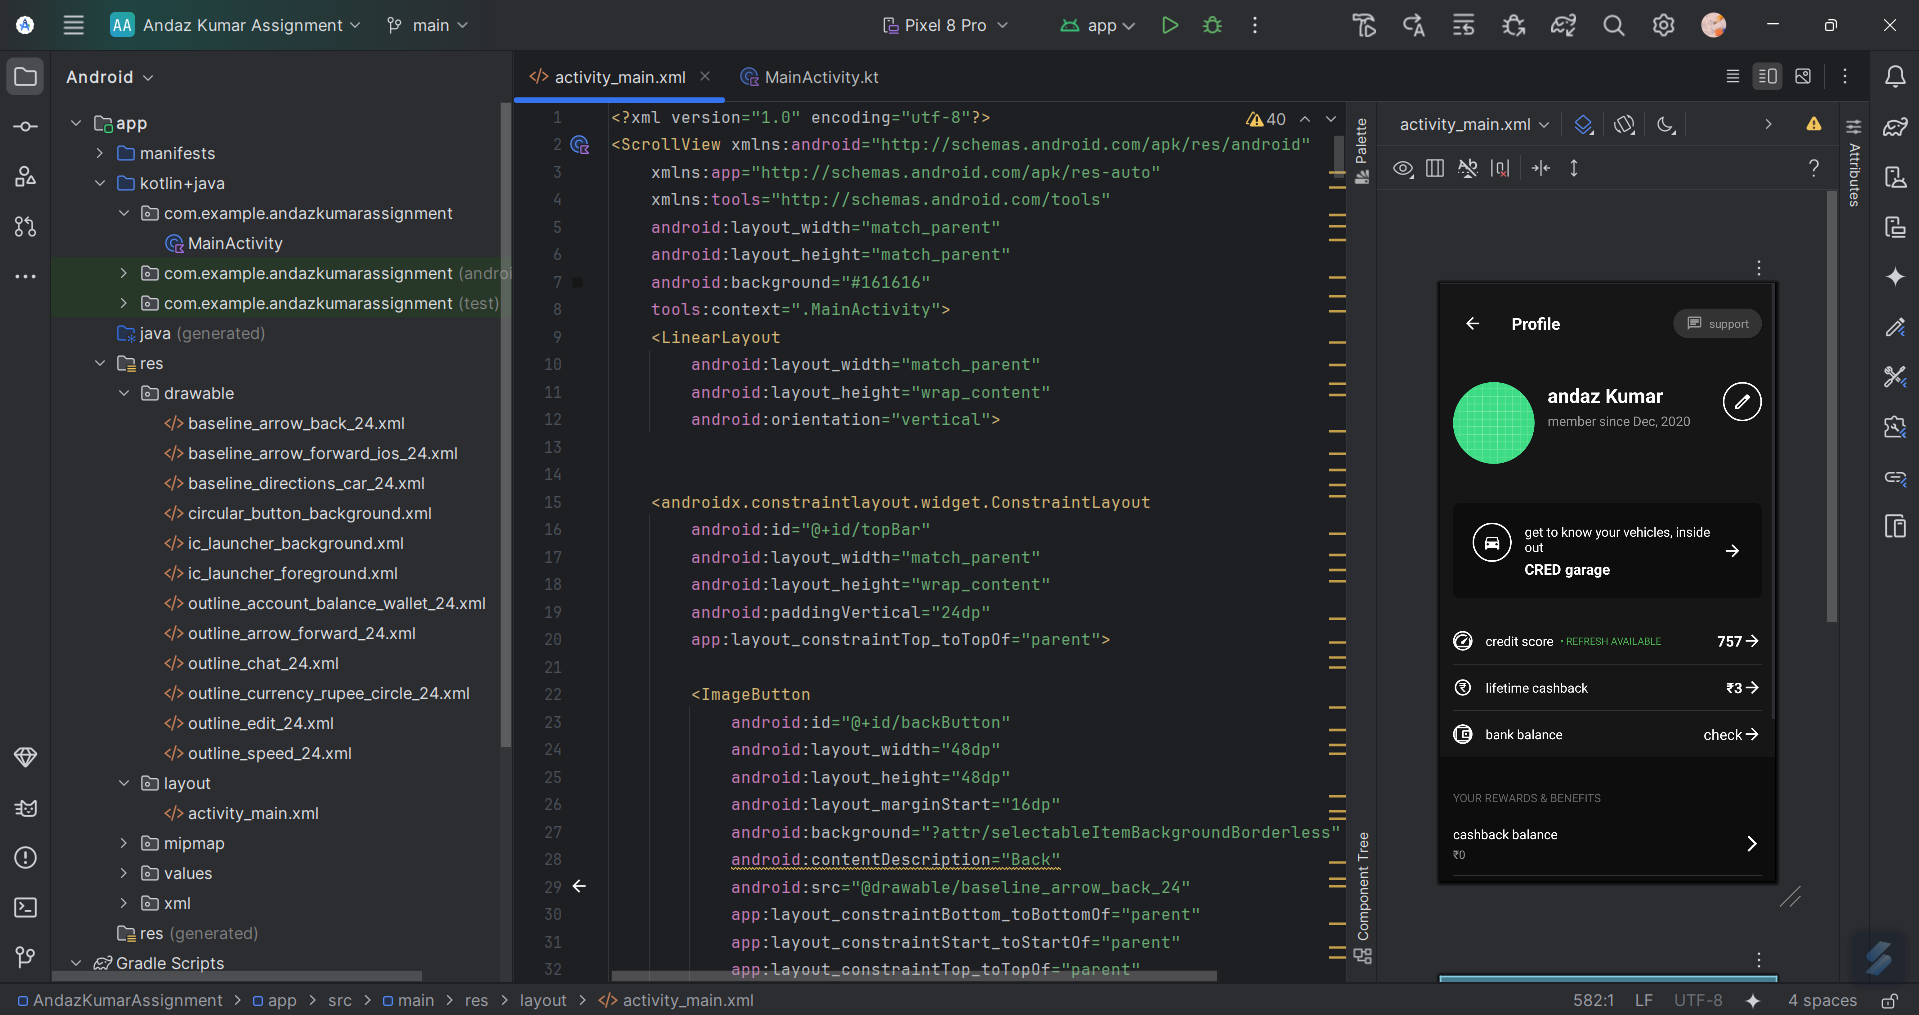 AA Andaz Kumar Assignment main Pixel 8 Pro app
Android
app
manifests
kotlin+java
com.example.andazkumarassignment
MainActivity
com.example.andazkumarassignment (androi
com.example.andazkumarassignment (test)
java (generated)
res
drawable
baseline_arrow_back_24.xml
baseline_arrow_forward_ios_24.xml
baseline_directions_car_24.xml
circular_button_background.xml
ic_launcher_background.xml
ic_launcher_foreground.xml
outline_account_balance_wallet_24.xml
outline_arrow_forward_24.xml
outline_chat_24.xml
outline_currency_rupee_circle_24.xml
outline_edit_24.xml
outline_speed_24.xml
layout
activity_main.xml
mipmap
values
xml
res (generated)
Gradle Scripts
activity_main.xml MainActivity.kt
40
1 <?xml version="1.0" encoding="utf-8"?>
2 <ScrollView xmlns:android="http://schemas.android.com/apk/res/android"
3 xmlns:app="http://schemas.android.com/apk/res-auto"
4 xmlns:tools="http://schemas.android.com/tools"
5 android:layout_width="match_parent"
6 android:layout_height="match_parent"
7 android:background="#161616"
8 tools:context=".MainActivity">
9 <LinearLayout
10 android:layout_width="match_parent"
11 android:layout_height="wrap_content"
12 android:orientation="vertical">
13
14
15 <androidx.constraintlayout.widget.ConstraintLayout
16 android:id="@+id/topBar"
17 android:layout_width="match_parent"
18 android:layout_height="wrap_content"
19 android:paddingVertical="24dp"
20 app:layout_constraintTop_toTopOf="parent">
21
22 <ImageButton
23 android:id="@+id/backButton"
24 android:layout_width="48dp"
25 android:layout_height="48dp"
26 android:layout_marginStart="16dp"
27 android:background="?attr/selectableItemBackgroundBorderless"
28 android:contentDescription="Back"
29 android:src="@drawable/baseline_arrow_back_24"
30 app:layout_constraintBottom_toBottomOf="parent"
31 app:layout_constraintStart_toStartOf="parent"
32 app:layout_constraintTop_toTopOf="parent"
Palette
Component Tree
activity_main.xml
Attributes
Profile
support
andaz Kumar
member since Dec, 2020
get to know your vehicles, inside
out
CRED garage
credit score • REFRESH AVAILABLE 757
lifetime cashback ₹3
bank balance check
YOUR REWARDS & BENEFITS
cashback balance
₹0
AndazKumarAssignment app src main res layout activity_main.xml
582:1 LF UTF-8 4 spaces